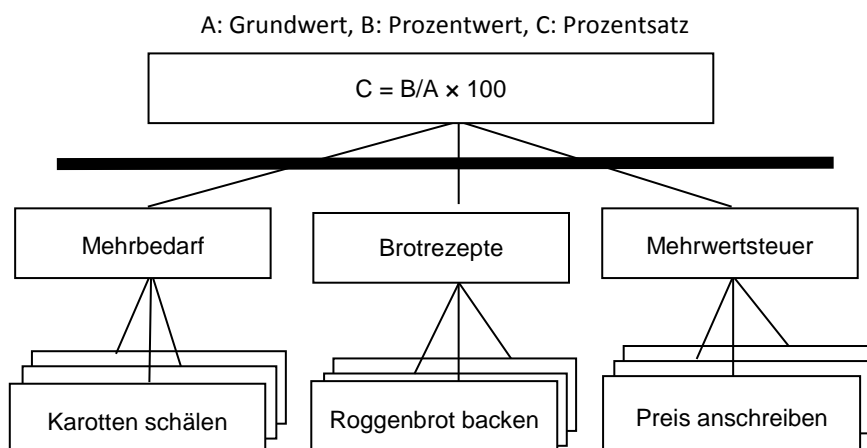 A: Grundwert, B: Prozentwert, C: Prozentsatz
C = B/A × 100
Mehrbedarf
Brotrezepte
Mehrwertsteuer
Karotten schälen
Roggenbrot backen
Preis anschreiben